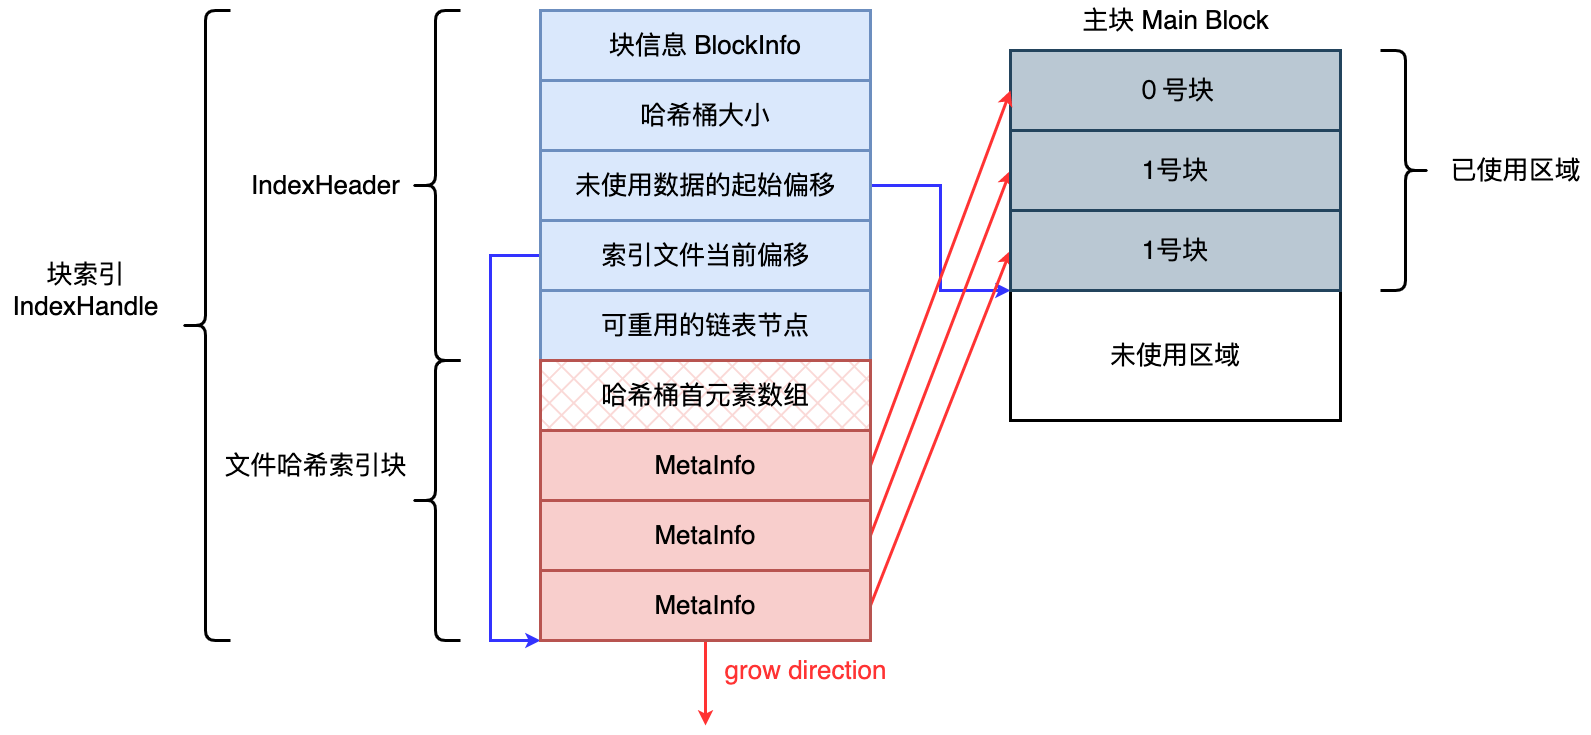 块索引
IndexHandle
IndexHeader
文件哈希索引块
块信息 BlockInfo
哈希桶大小
未使用数据的起始偏移
索引文件当前偏移
可重用的链表节点
哈希桶首元素数组
MetaInfo
MetaInfo
MetaInfo
grow direction
主块 Main Block
0 号块
1号块
1号块
未使用区域
已使用区域